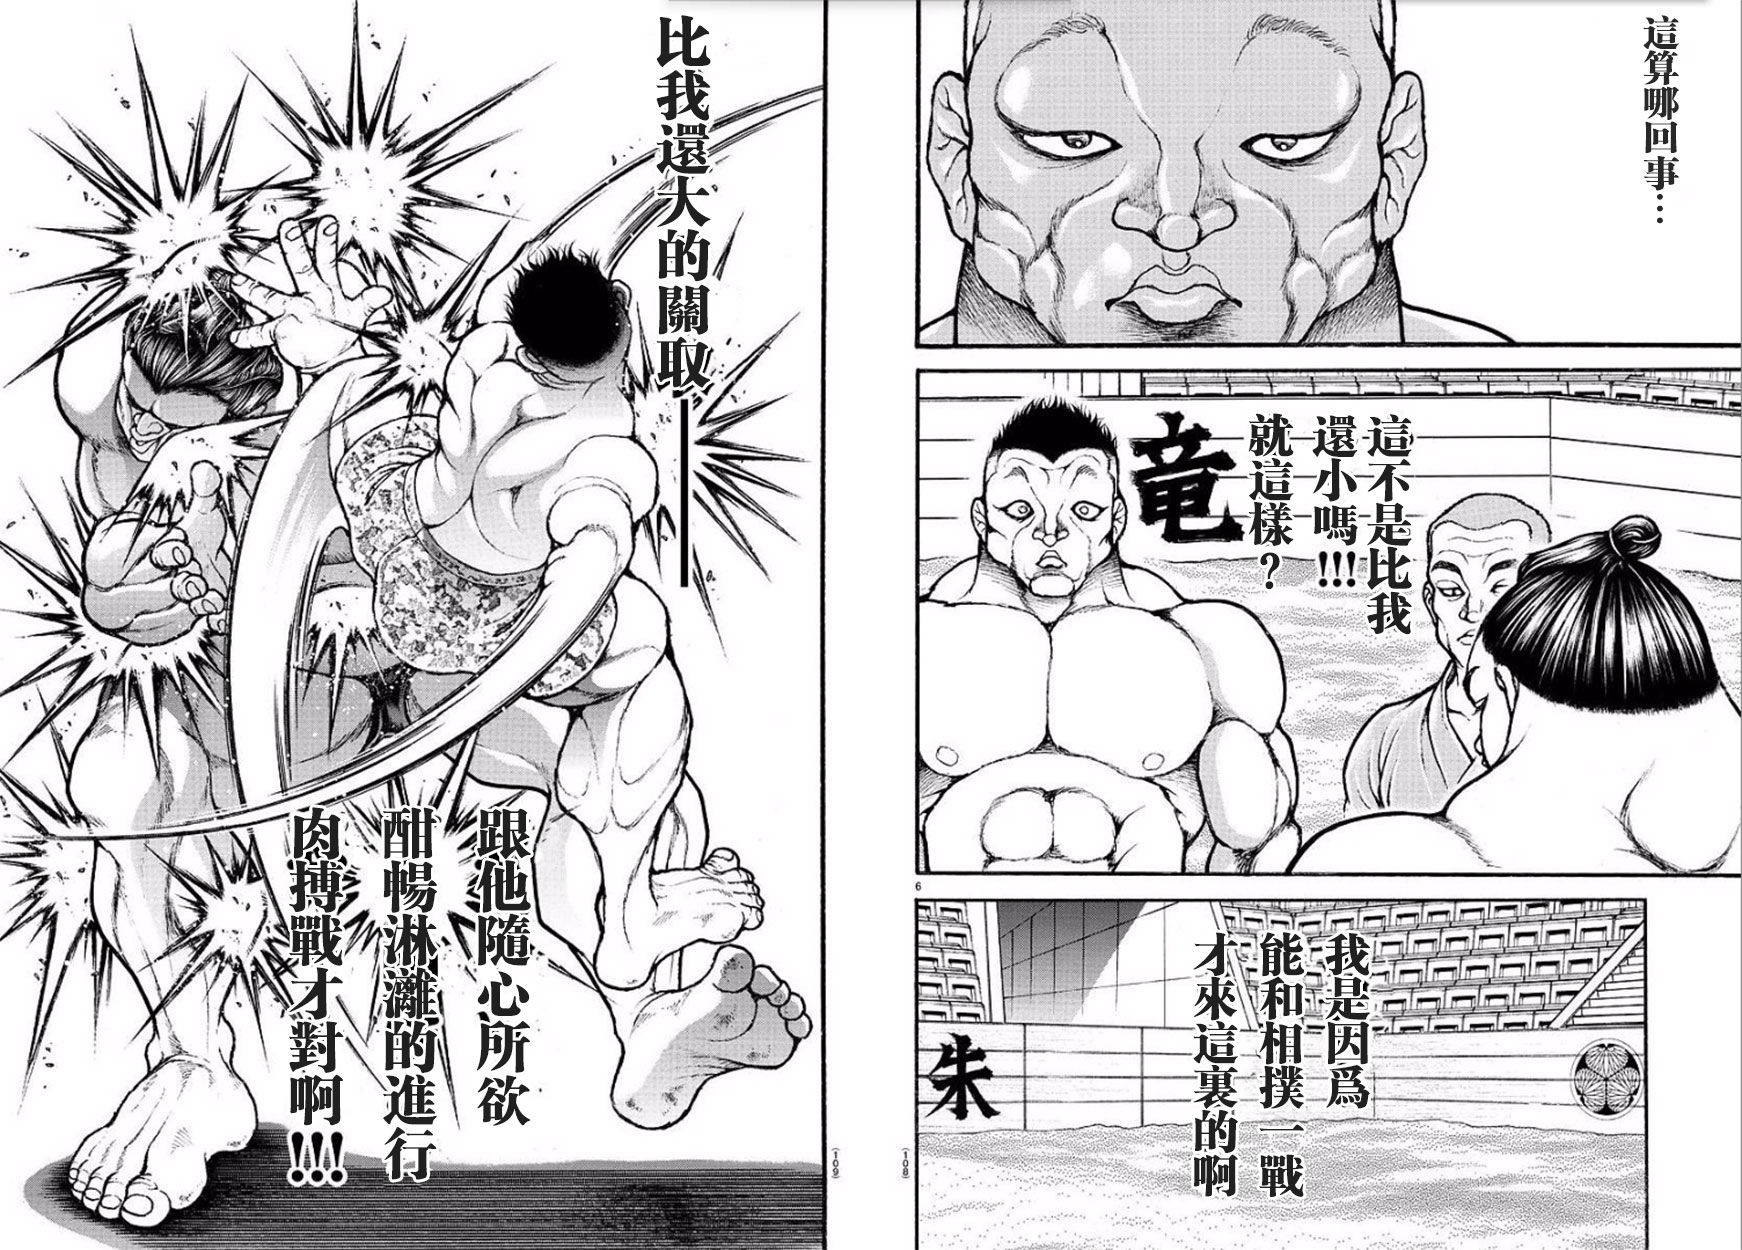 這算哪回事…
這不是比我
還小嗎!!!
就這樣？
竜
6
我是因爲
能和相撲一戰
才來這裏的啊
朱
(108)
比我還大的關取——
跟他隨心所欲
酣暢淋灕的進行
肉搏戰才對啊!!!
(109)